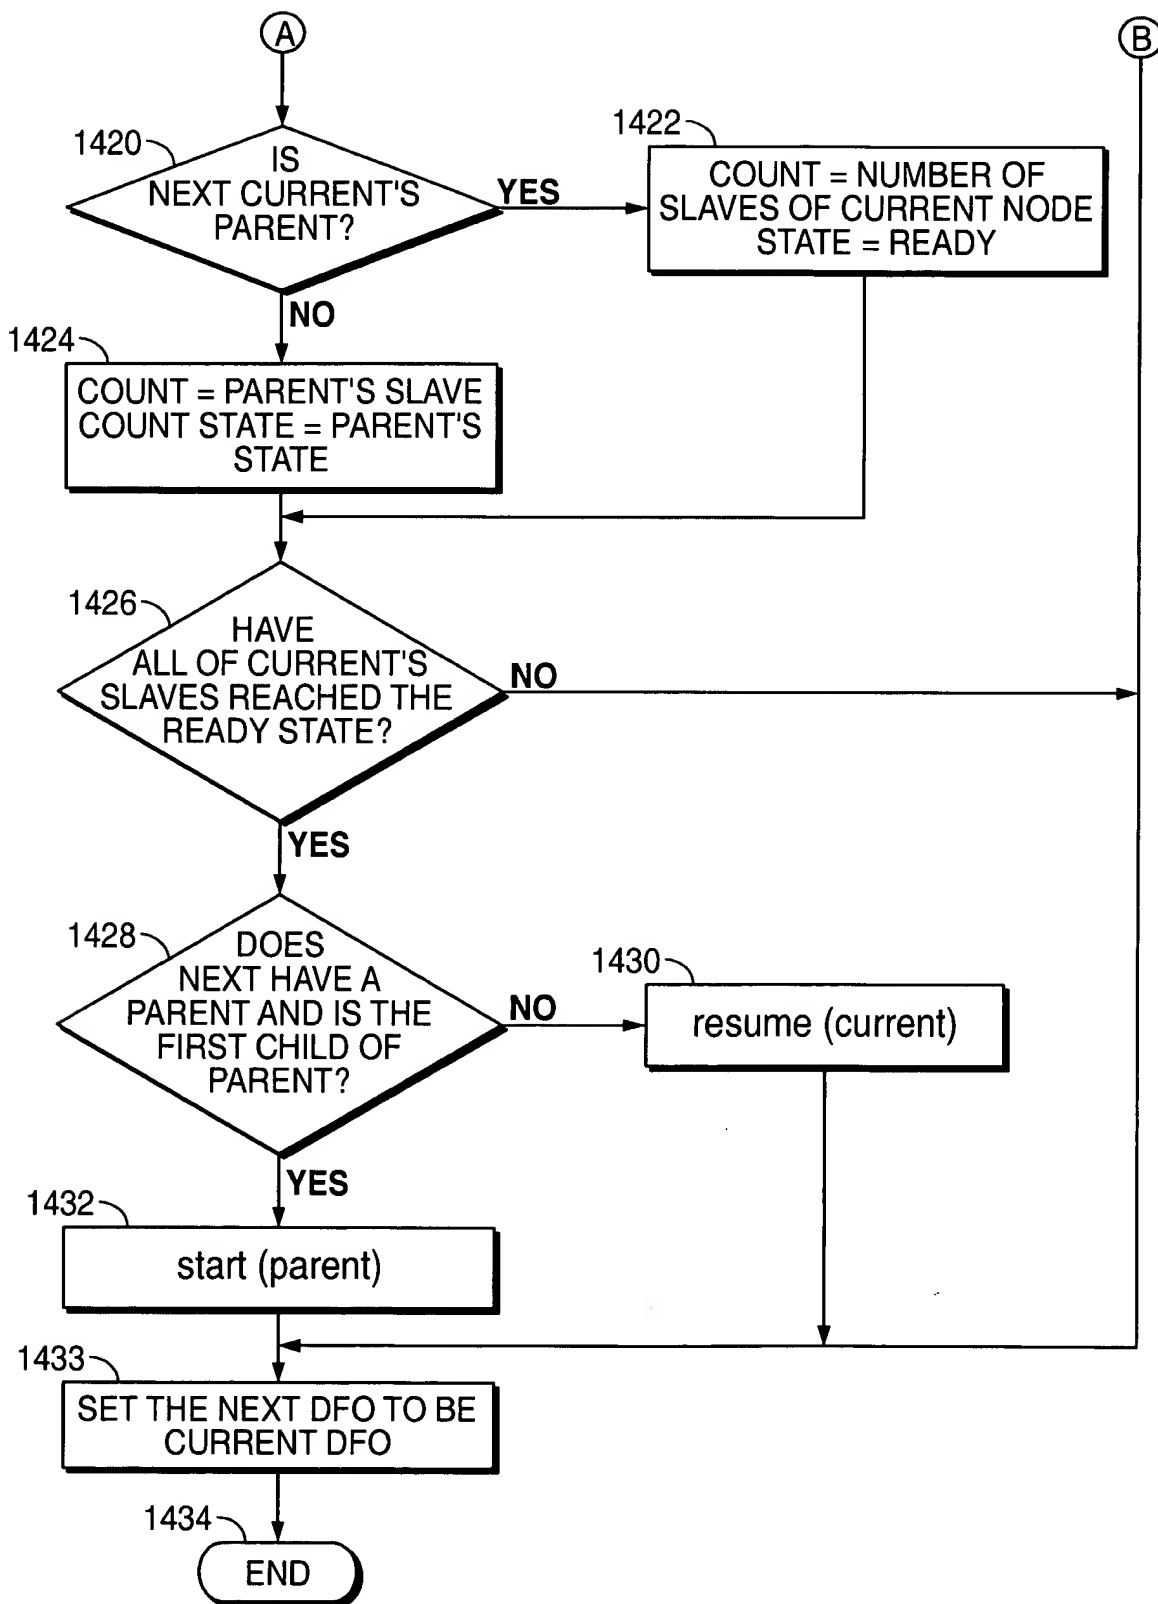 A
B
1420
IS
NEXT CURRENT'S
PARENT?
YES
1422
COUNT = NUMBER OF
SLAVES OF CURRENT NODE
STATE = READY
NO
1424
COUNT = PARENT'S SLAVE
COUNT STATE = PARENT'S
STATE
1426
HAVE
ALL OF CURRENT'S
SLAVES REACHED THE
READY STATE?
NO
YES
1428
DOES
NEXT HAVE A
PARENT AND IS THE
FIRST CHILD OF
PARENT?
NO
1430
resume (current)
YES
1432
start (parent)
1433
SET THE NEXT DFO TO BE
CURRENT DFO
1434
END